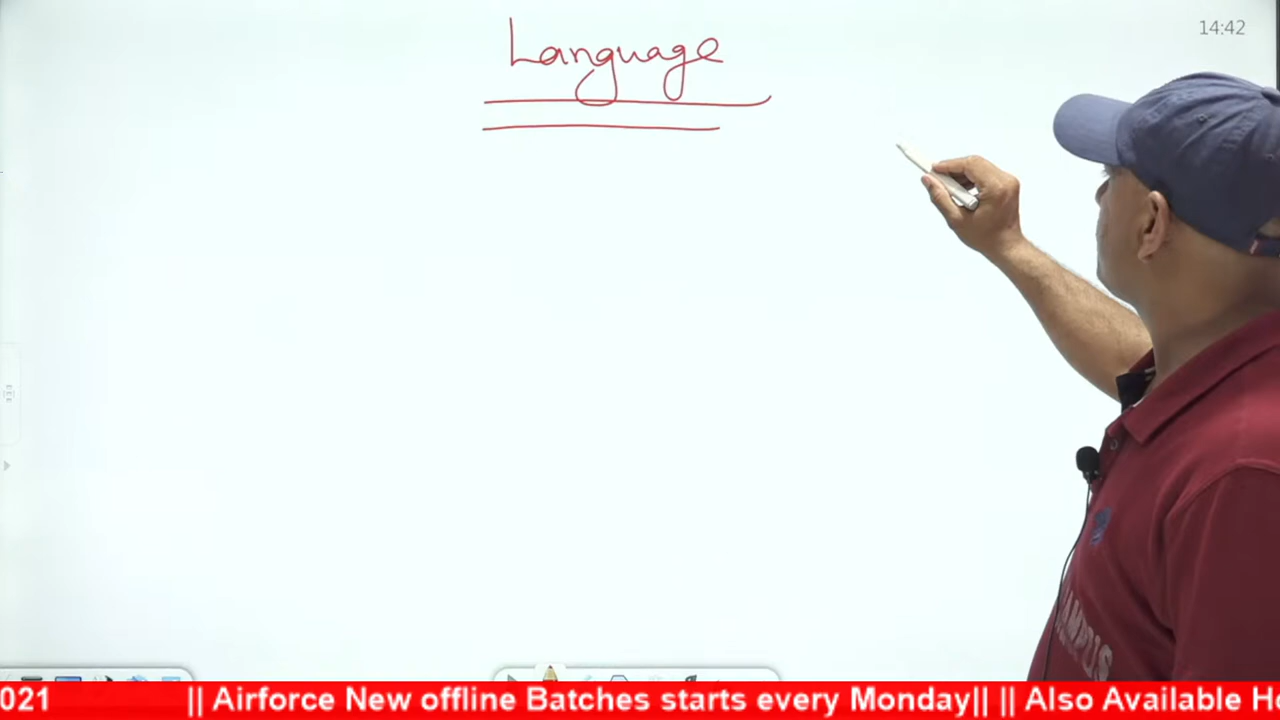 Language
14:42
021 || Airforce New offline Batches starts every Monday|| || Also Available